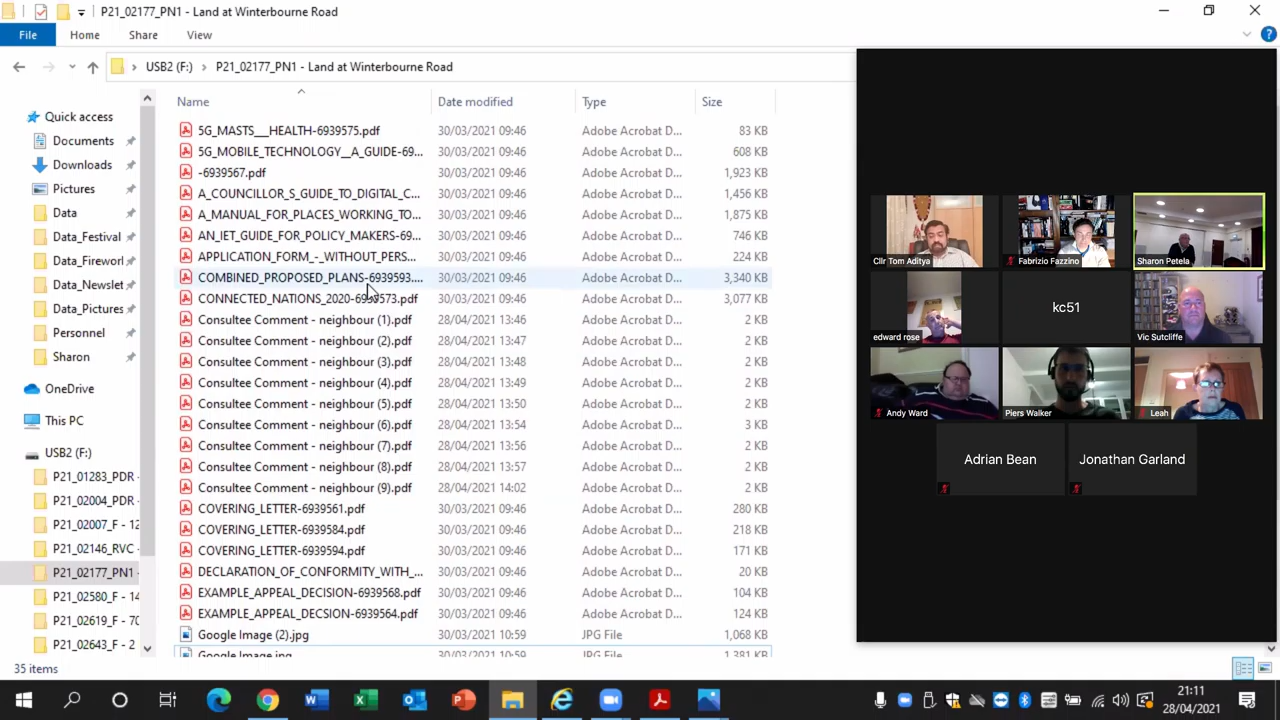 P21_02177_PN1 - Land at Winterbourne Road
File Home Share View
USB2 (F:) P21_02177_PN1 - Land at Winterbourne Road
Quick access
Documents
Downloads
Pictures
Data
Data_Festival
Data_Firewor
Data_Newslet
Data_Pictures
Personnel
Sharon
OneDrive
This PC
USB2 (F:)
P21_01283_PDR -
P21_02004_PDR -
P21_02007_F - 12
P21_02146_RVC -
P21_02177_PN1 -
P21_02580_F - 14
P21_02619_F - 70
P21_02643_F - 2
Name Date modified Type Size
5G_MASTS__HEALTH-6939575.pdf 30/03/2021 09:46 Adobe Acrobat D... 83 KB
5G_MOBILE_TECHNOLOGY__A_GUIDE-69... 30/03/2021 09:46 Adobe Acrobat D... 608 KB
-6939567.pdf 30/03/2021 09:46 Adobe Acrobat D... 1,923 KB
A_COUNCILLOR_S_GUIDE_TO_DIGITAL_C... 30/03/2021 09:46 Adobe Acrobat D... 1,456 KB
A_MANUAL_FOR_PLACES_WORKING_TO... 30/03/2021 09:46 Adobe Acrobat D... 1,875 KB
AN_IET_GUIDE_FOR_POLICY_MAKERS-69... 30/03/2021 09:46 Adobe Acrobat D... 746 KB
APPLICATION_FORM_-_WITHOUT_PERS... 30/03/2021 09:46 Adobe Acrobat D... 224 KB
COMBINED_PROPOSED_PLANS-6939593.... 30/03/2021 09:46 Adobe Acrobat D... 3,340 KB
CONNECTED_NATIONS_2020-6939573.pdf 30/03/2021 09:46 Adobe Acrobat D... 3,077 KB
Consultee Comment - neighbour (1).pdf 28/04/2021 13:46 Adobe Acrobat D... 2 KB
Consultee Comment - neighbour (2).pdf 28/04/2021 13:47 Adobe Acrobat D... 2 KB
Consultee Comment - neighbour (3).pdf 28/04/2021 13:48 Adobe Acrobat D... 2 KB
Consultee Comment - neighbour (4).pdf 28/04/2021 13:49 Adobe Acrobat D... 2 KB
Consultee Comment - neighbour (5).pdf 28/04/2021 13:50 Adobe Acrobat D... 2 KB
Consultee Comment - neighbour (6).pdf 28/04/2021 13:54 Adobe Acrobat D... 3 KB
Consultee Comment - neighbour (7).pdf 28/04/2021 13:56 Adobe Acrobat D... 2 KB
Consultee Comment - neighbour (8).pdf 28/04/2021 13:57 Adobe Acrobat D... 2 KB
Consultee Comment - neighbour (9).pdf 28/04/2021 14:02 Adobe Acrobat D... 2 KB
COVERING_LETTER-6939561.pdf 30/03/2021 09:46 Adobe Acrobat D... 280 KB
COVERING_LETTER-6939584.pdf 30/03/2021 09:46 Adobe Acrobat D... 218 KB
COVERING_LETTER-6939594.pdf 30/03/2021 09:46 Adobe Acrobat D... 171 KB
DECLARATION_OF_CONFORMITY_WITH_... 30/03/2021 09:46 Adobe Acrobat D... 20 KB
EXAMPLE_APPEAL_DECISION-6939568.pdf 30/03/2021 09:46 Adobe Acrobat D... 104 KB
EXAMPLE_APPEAL_DECSION-6939564.pdf 30/03/2021 09:46 Adobe Acrobat D... 124 KB
Google Image (2).jpg 30/03/2021 10:59 JPG File 1,068 KB
Google Image.jpg 30/03/2021 10:59 JPG File 1,381 KB
Cllr Tom Aditya Fabrizio Fazzino Sharon Petela
edward rose kc51 Vic Sutcliffe
Andy Ward Piers Walker Leah
Adrian Bean Jonathan Garland
35 items
21:11
28/04/2021